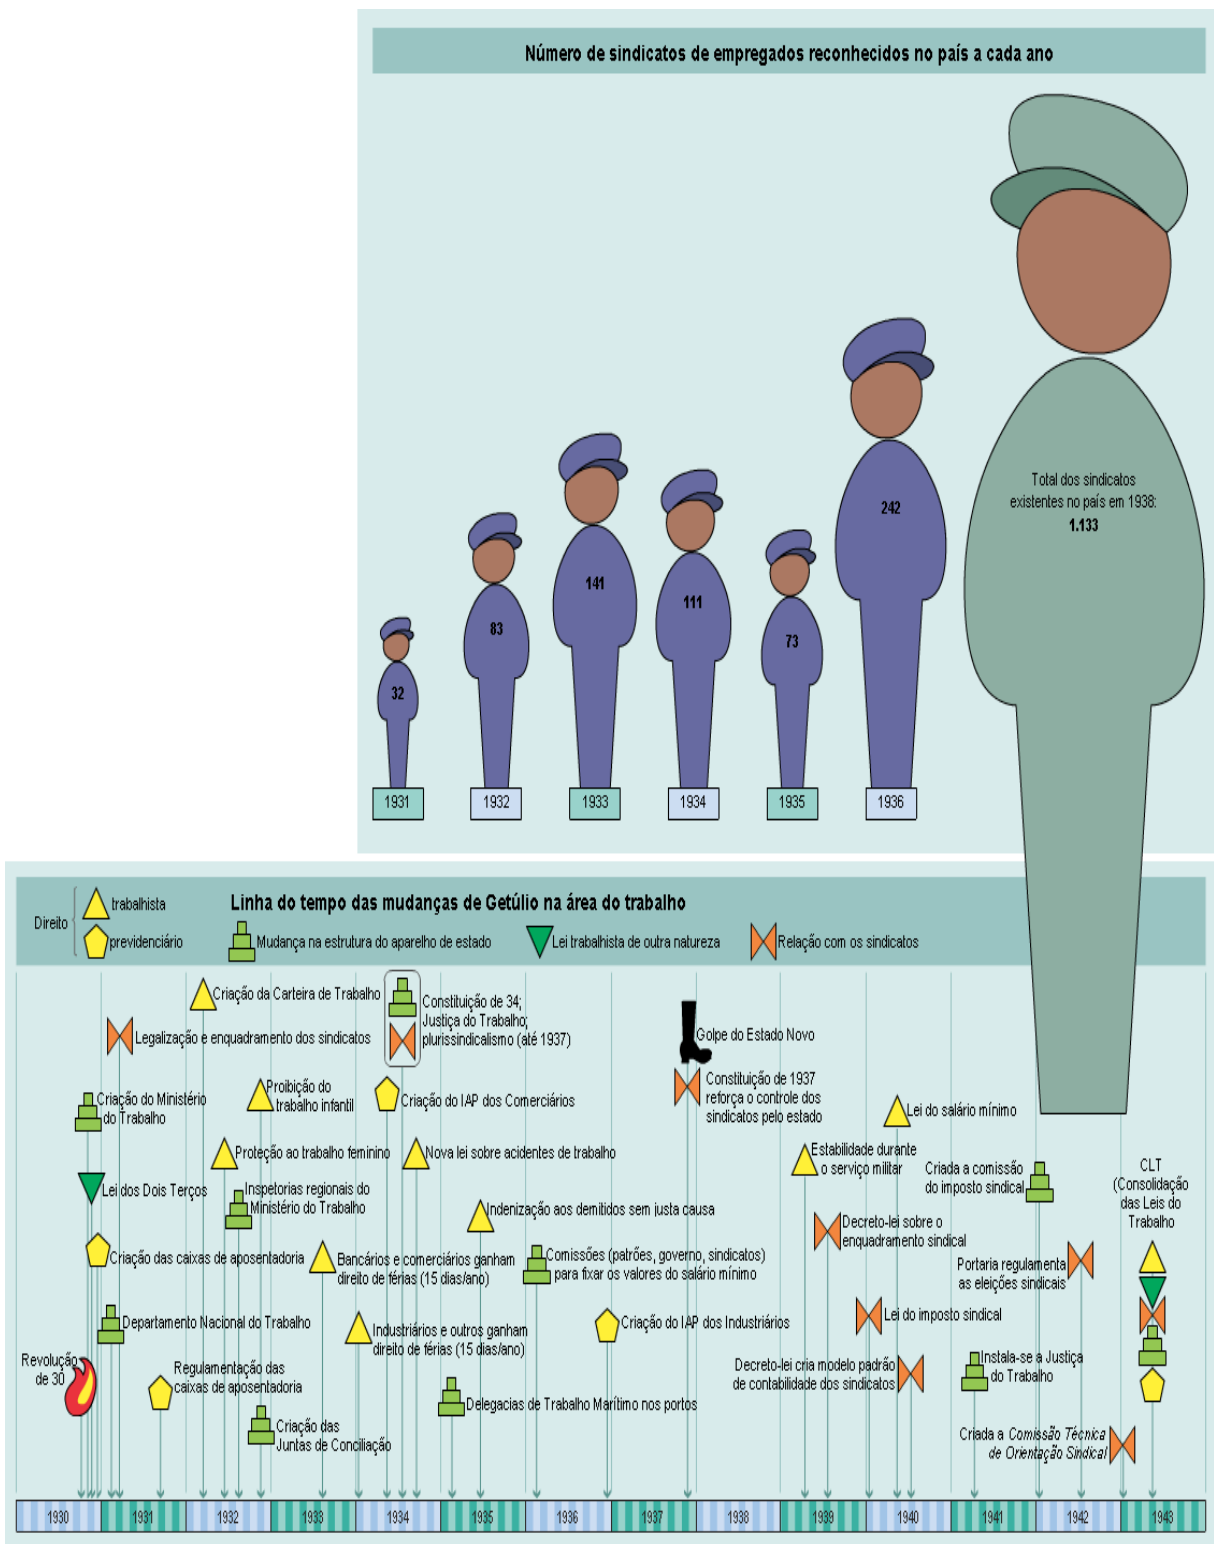 Número de sindicatos de empregados reconhecidos no país a cada ano
Total dos sindicatos
existentes no país em 1938:
1.133
242
141
111
83
73
32
1931
1932
1933
1934
1935
1936
Direito
trabalhista
previdenciário
Linha do tempo das mudanças de Getúlio na área do trabalho
Mudança na estrutura do aparelho de estado
Lei trabalhista de outra natureza
Relação com os sindicatos
Criação da Carteira de Trabalho
Legalização e enquadramento dos sindicatos
Constituição de 34;
Justiça do Trabalho;
plurissindicalismo (até 1937)
Golpe do Estado Novo
Constituição de 1937
reforça o controle dos
sindicatos pelo estado
Criação do Ministério
do Trabalho
Proibição do
trabalho infantil
Criação do IAP dos Comerciários
Lei do salário mínimo
Proteção ao trabalho feminino
Nova lei sobre acidentes de trabalho
Estabilidade durante
o serviço militar
Criada a comissão
do imposto sindical
CLT
(Consolidação
das Leis do
Trabalho
Lei dos Dois Terços
Inspetorias regionais do
Ministério do Trabalho
Indenização aos demitidos sem justa causa
Decreto-lei sobre o
enquadramento sindical
Criação das caixas de aposentadoria
Bancários e comerciários ganham
direito de férias (15 dias/ano)
Comissões (patrões, governo, sindicatos)
para fixar os valores do salário mínimo
Portaria regulamenta
as eleições sindicais
Departamento Nacional do Trabalho
Industriários e outros ganham
direito de férias (15 dias/ano)
Criação do IAP dos Industriários
Lei do imposto sindical
Revolução
de 30
Regulamentação das
caixas de aposentadoria
Decreto-lei cria modelo padrão
de contabilidade dos sindicatos
Instala-se a Justiça
do Trabalho
Delegacias de Trabalho Marítimo nos portos
Criação das
Juntas de Conciliação
Criada a Comissão Técnica
de Orientação Sindical
1930
1931
1932
1933
1934
1935
1936
1937
1938
1939
1940
1941
1942
1943